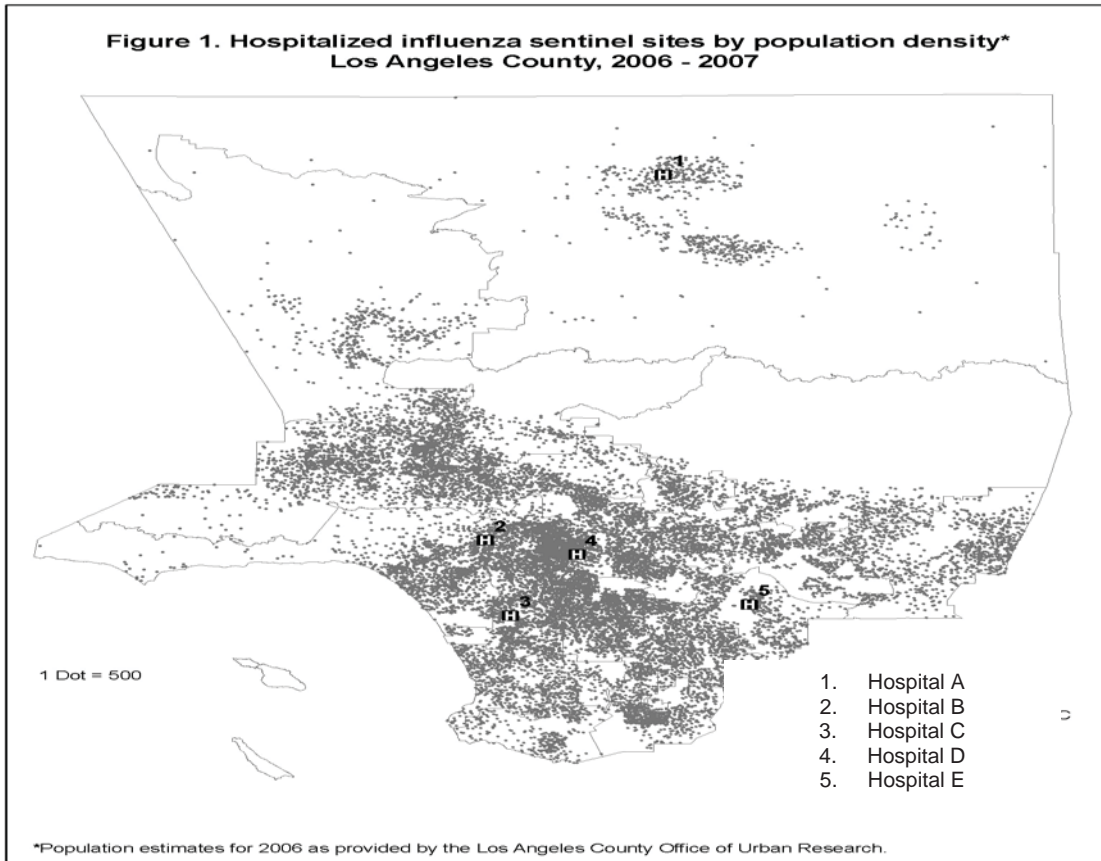 Figure 1. Hospitalized influenza sentinel sites by population density*
Los Angeles County, 2006 - 2007
1
H
2
H
4
H
5
H
3
H
1 Dot = 500
1. Hospital A
2. Hospital B
3. Hospital C
4. Hospital D
5. Hospital E
*Population estimates for 2006 as provided by the Los Angeles County Office of Urban Research.